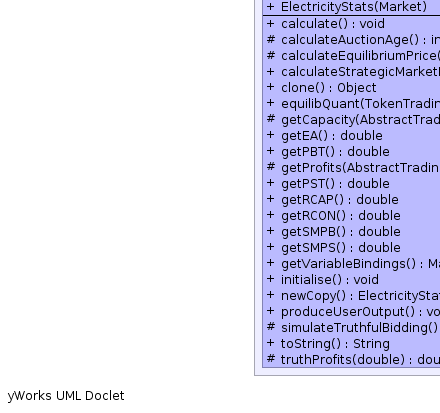 + ElectricityStats(Market)
+ calculate() : void
# calculateAuctionAge() : in
# calculateEquilibriumPrice(
+ calculateStrategicMarket
+ clone() : Object
+ equilibQuant(TokenTradin
# getCapacity(AbstractTrad
+ getEA() : double
+ getPBT() : double
# getProfits(AbstractTradin
+ getPST() : double
+ getRCAP() : double
+ getRCON() : double
+ getSMPB() : double
+ getSMPS() : double
+ getVariableBindings() : Ma
+ initialise() : void
+ newCopy() : ElectricitySta
+ produceUserOutput() : vo
# simulateTruthfulBidding()
+ toString() : String
# truthProfits(double) : dou
yWorks UML Doclet